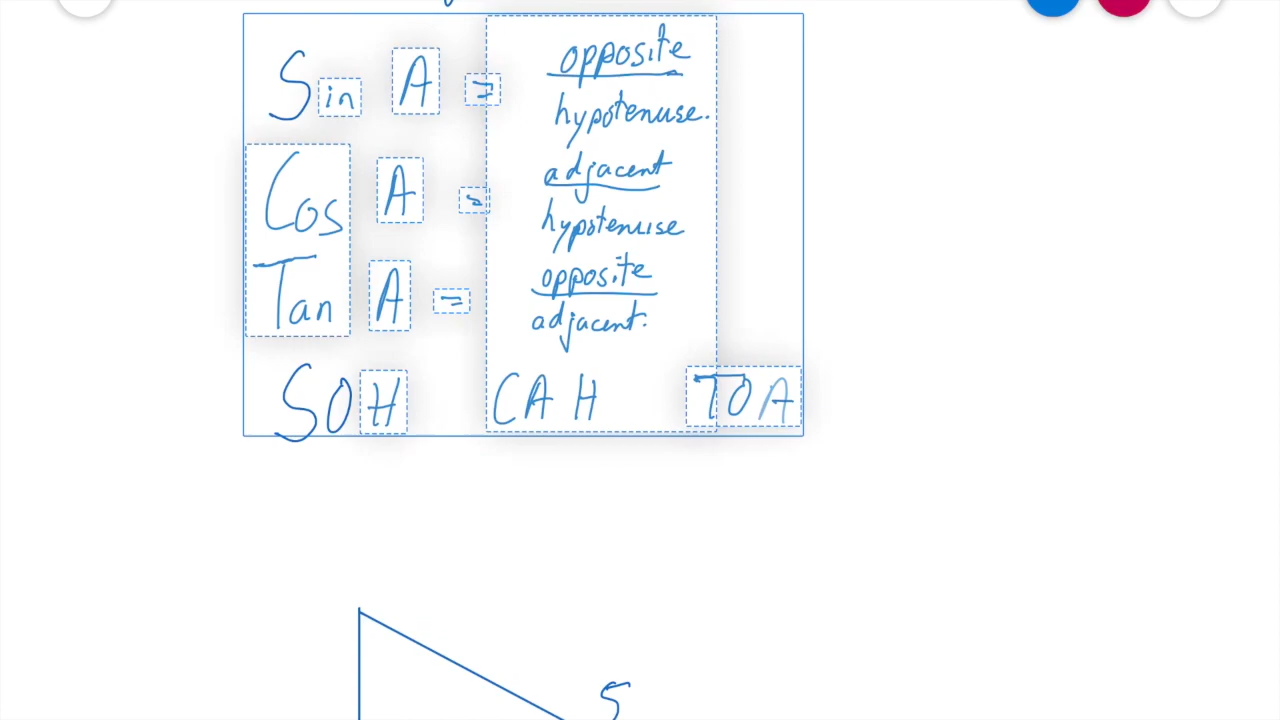 Sin A = opposite
hypotenuse.
Cos A = adjacent
hypotenuse
Tan A = opposite
adjacent.
SOH CAH TOA
5